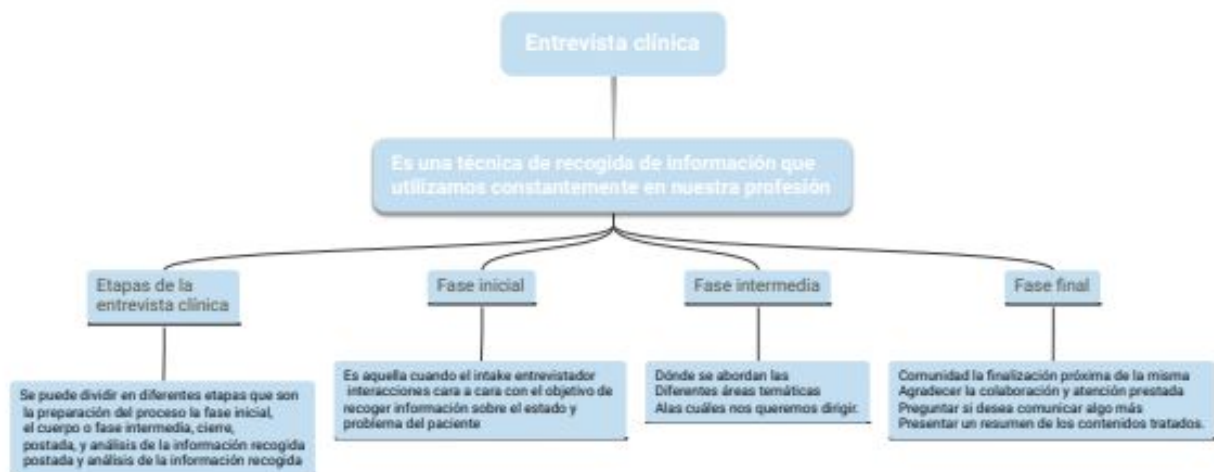 Entrevista clínica
Es una técnica de recogida de información que
utilizamos constantemente en nuestra profesión
Etapas de la
entrevista clínica
Se puede dividir en diferentes etapas que son
la preparación del proceso la fase inicial,
el cuerpo o fase intermedia, cierre,
postada, y análisis de la información recogida
postada y análisis de la información recogida
Fase inicial
Es aquella cuando el intake entrevistador
interacciones cara a cara con el objetivo de
recoger información sobre el estado y
problema del paciente
Fase intermedia
Dónde se abordan las
Diferentes áreas temáticas
Alas cuáles nos queremos dirigir.
Fase final
Comunidad la finalización próxima de la misma
Agradecer la colaboración y atención prestada
Preguntar si desea comunicar algo más
Presentar un resumen de los contenidos tratados.